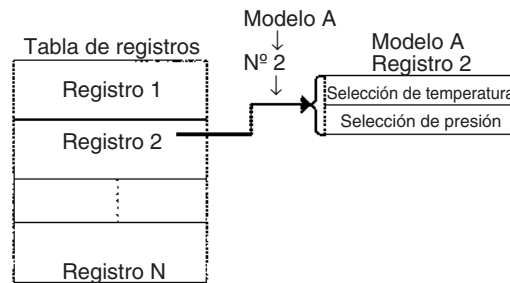 Tabla de registros
Registro 1
Registro 2
Registro N
Modelo A
Nº 2
Modelo A
Registro 2
Selección de temperatura
Selección de presión